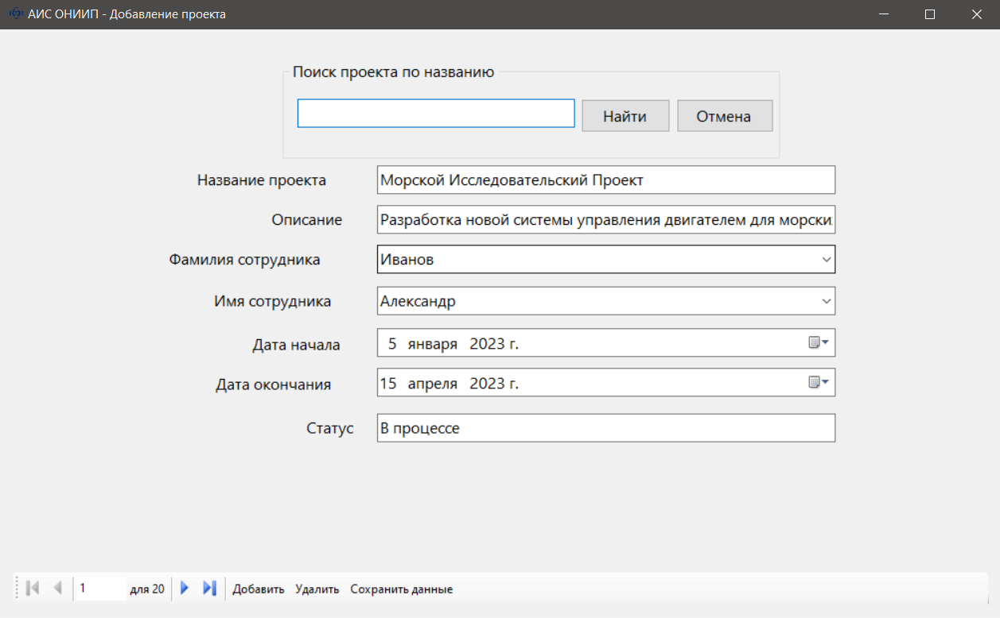 АИС ОНИИП - Добавление проекта
Поиск проекта по названию
Найти Отмена
Название проекта Морской Исследовательский Проект
Описание Разработка новой системы управления двигателем для морски
Фамилия сотрудника Иванов
Имя сотрудника Александр
Дата начала 5 января 2023 г.
Дата окончания 15 апреля 2023 г.
Статус В процессе
1 для 20 Добавить Удалить Сохранить данные